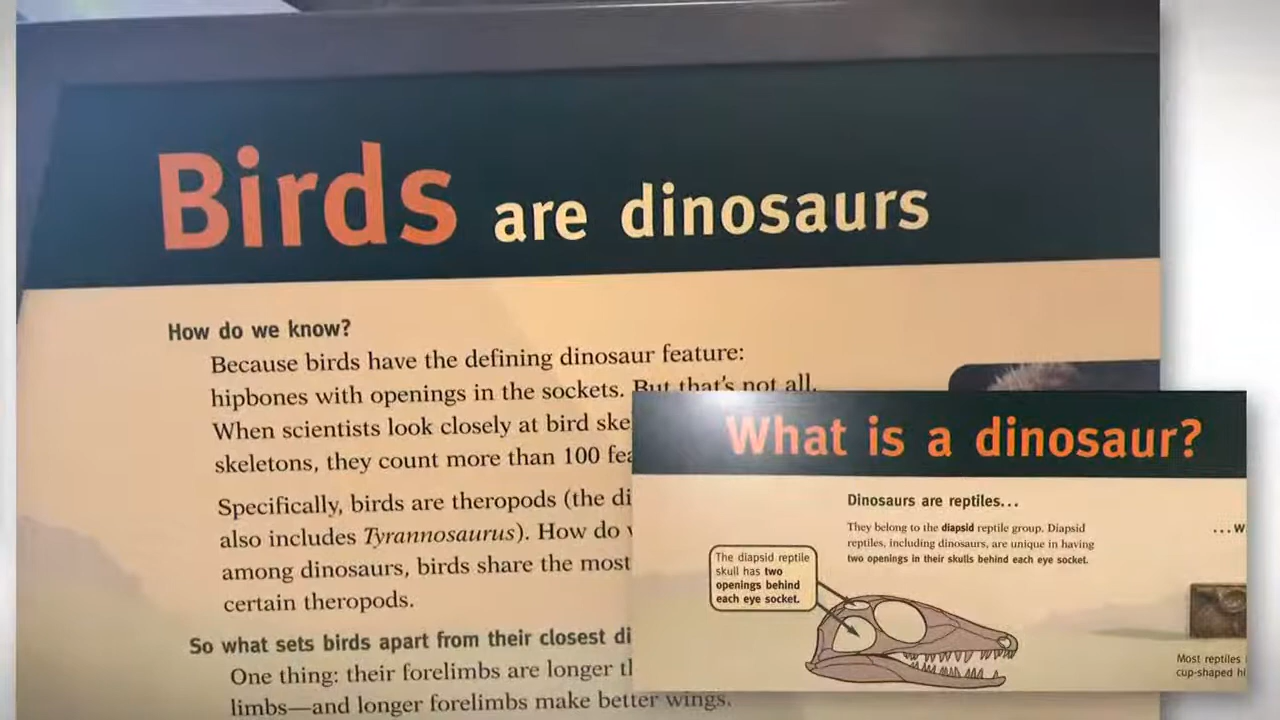 Birds are dinosaurs
How do we know?
Because birds have the defining dinosaur feature:
hipbones with openings in the sockets. But that's not all.
When scientists look closely at bird ske
skeletons, they count more than 100 fea
Specifically, birds are theropods (the di
also includes Tyrannosaurus). How do
among dinosaurs, birds share the most
certain theropods.
So what sets birds apart from their closest di
One thing: their forelimbs are longer t
limbs—and longer forelimbs make better wings.
What is a dinosaur?
Dinosaurs are reptiles...
They belong to the diapsid reptile group. Diapsid
reptiles, including dinosaurs, are unique in having
two openings in their skulls behind each eye socket.
The diapsid reptile
skull has two
openings behind
each eye socket.
...w
Most reptiles
cup-shaped hi